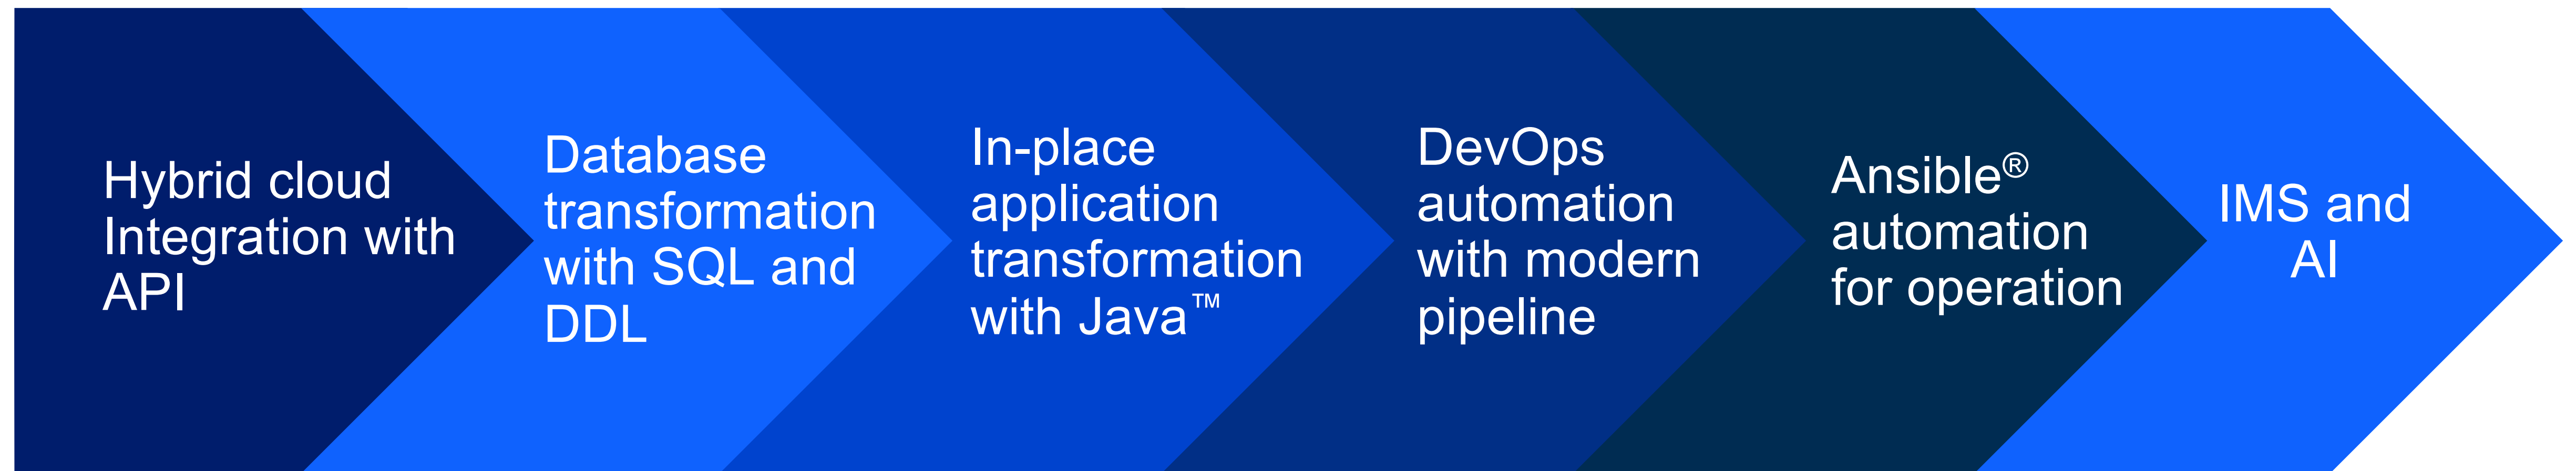 Hybrid cloud
Integration with
API
Database
transformation
with SQL and
DDL
In-place
application
transformation
with Java™
DevOps
automation
with modern
pipeline
Ansible®
automation
for operation
IMS and
AI